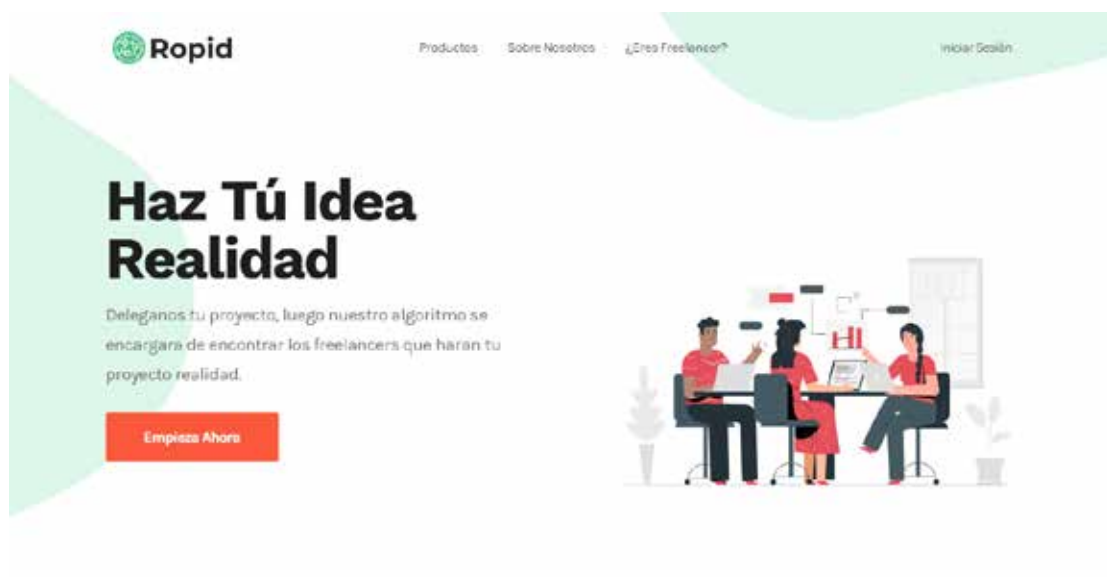 Ropid
Productos Sobre Nosotros ¿Eres Freelancer? Iniciar Sesión
Haz Tú Idea
Realidad
Deleganos tu proyecto, luego nuestro algoritmo se
encargara de encontrar los freelancers que haran tu
proyecto realidad.
Empieza Ahora